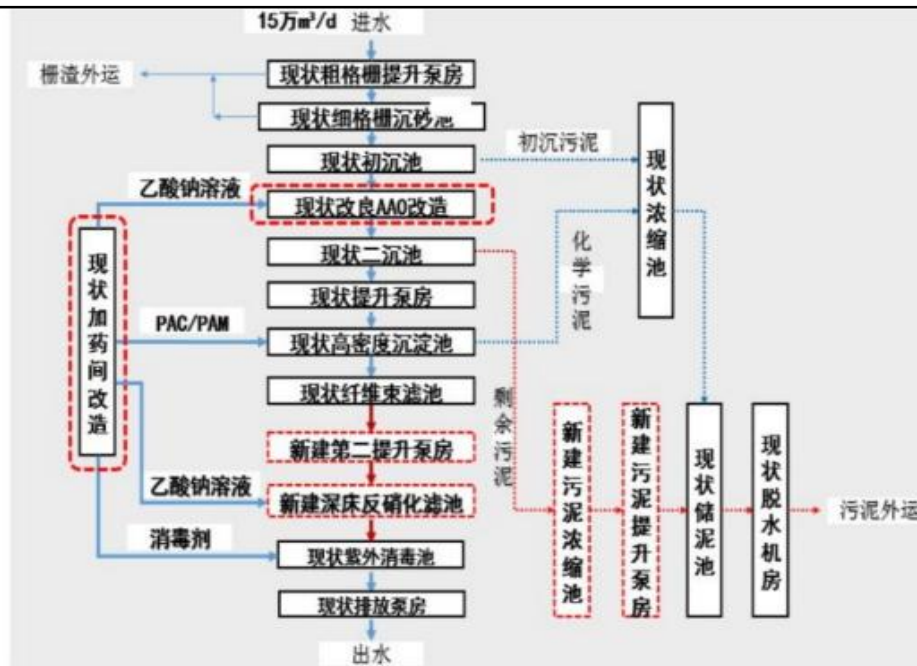 15万m³/d 进水
栅渣外运
现状粗格栅提升泵房
现状细格栅沉砂池
现状初沉池
初沉污泥
现状浓缩池
乙酸钠溶液
现状改良AAO改造
现状二沉池
化学污泥
现状加药间改造
现状提升泵房
PAC/PAM
现状高密度沉淀池
现状纤维束滤池
剩余污泥
新建第二提升泵房
乙酸钠溶液
新建深床反硝化滤池
新建污泥浓缩池
新建污泥提升泵房
现状储泥池
现状脱水机房
污泥外运
消毒剂
现状紫外消毒池
现状排放泵房
出水